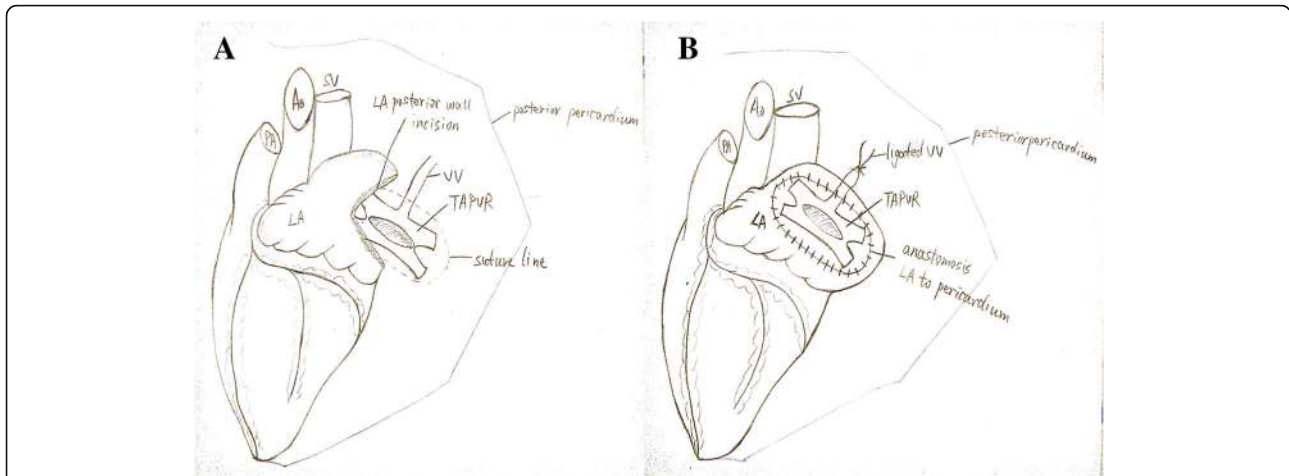 A
SV
Ao
PA
LA posterior wall
incision
posterior pericardium
VV
TAPVR
LA
suture line
B
SV
Ao
PA
ligated VV
posterior pericardium
TAPVR
LA
anastomosis
LA to pericardium